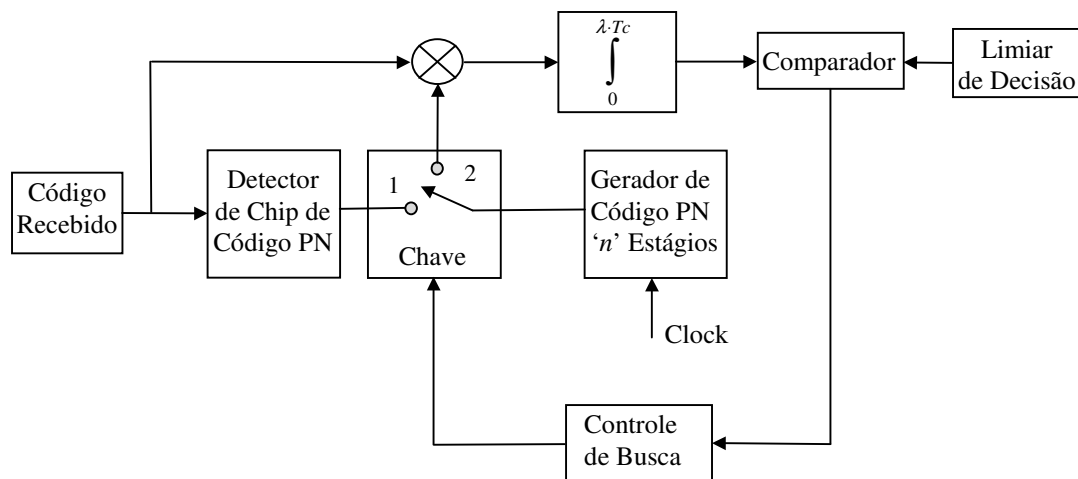 λ·Tc
∫
0
Comparador
Limiar
de Decisão
Código
Recebido
Detector
de Chip de
Código PN
1
2
Chave
Gerador de
Código PN
‘n’ Estágios
Clock
Controle
de Busca